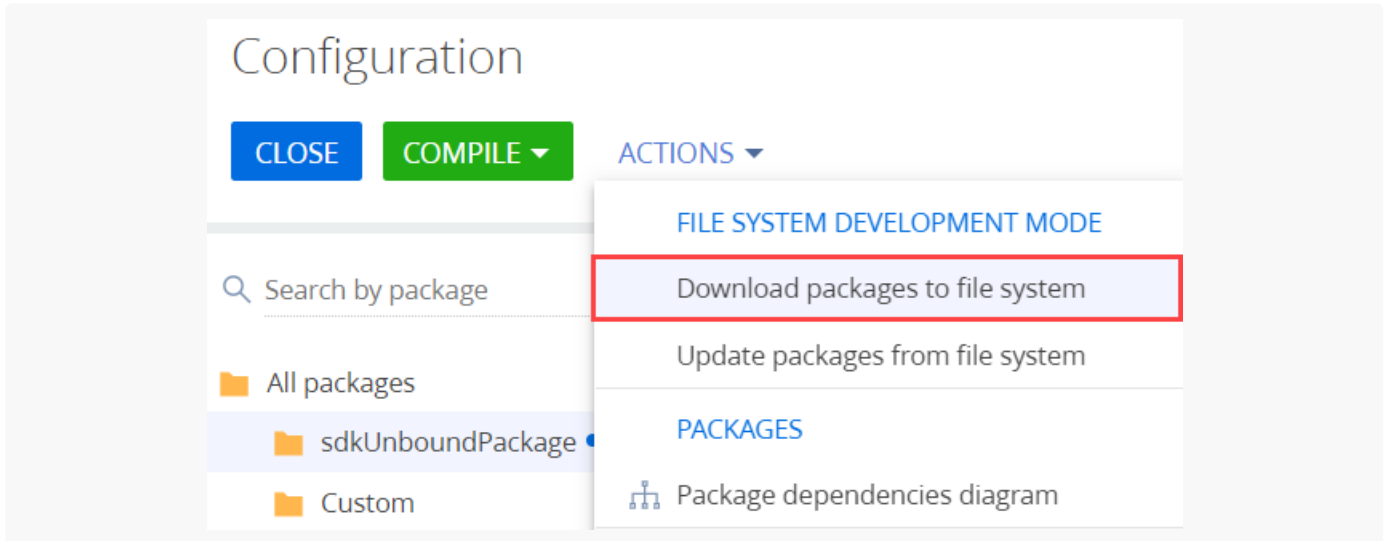 Configuration
CLOSE
COMPILE
ACTIONS
FILE SYSTEM DEVELOPMENT MODE
Search by package
Download packages to file system
Update packages from file system
All packages
sdkUnboundPackage
PACKAGES
Custom
Package dependencies diagram